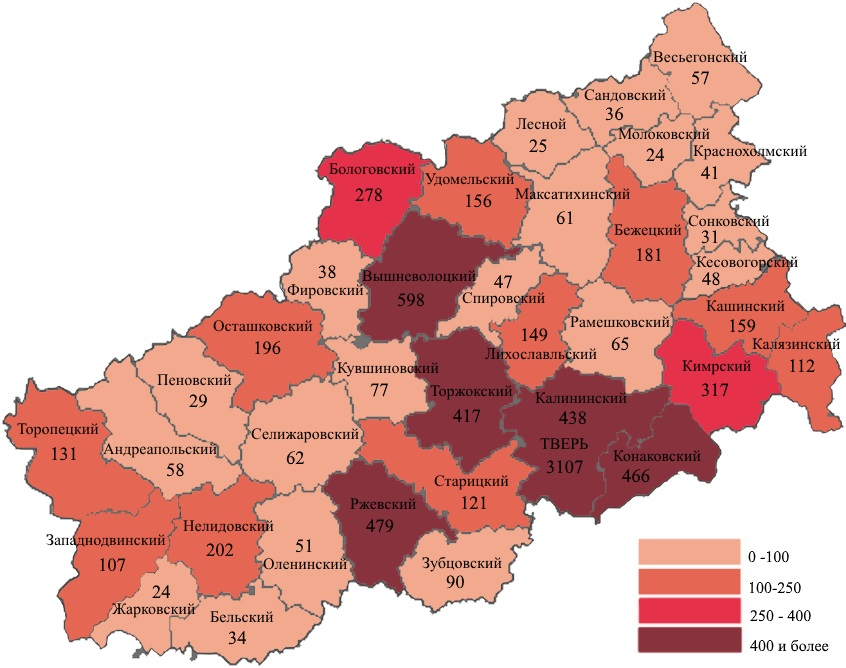 Весьегонский
57
Сандовский
36
Лесной
25
Молоковский
24
Краснохолмский
41
Бологовский
278
Удомельский
156
Максатихинский
61
Бежецкий
181
Сонковский
31
Кесовогорский
48
38
Фировский
Вышневолоцкий
598
47
Спировский
Кашинский
159
Осташковский
196
149
Лихославльский
Рамешковский
65
Калязинский
112
Кувшиновский
77
Кимрский
317
Пеновский
29
Торжокский
417
Калининский
438
ТВЕРЬ
3107
Торопецкий
131
Андреапольский
58
Селижаровский
62
Конаковский
466
Старицкий
121
Ржевский
479
Нелидовский
202
Западнодвинский
107
51
Оленинский
Зубцовский
90
24
Жарковский
Бельский
34
0 -100
100-250
250 - 400
400 и более